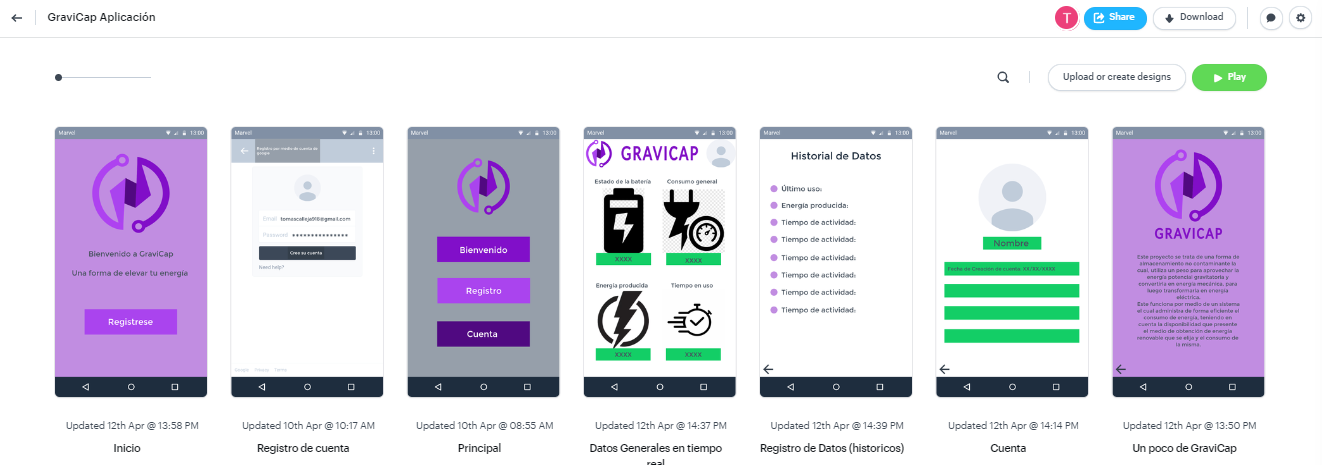 GraviCap Aplicación
T
Share
Download
Upload or create designs
Play
Marvel
13:00
Bienvenido a GraviCap
Una forma de elevar tu energía
Registrese
Updated 12th Apr @ 13:58 PM
Inicio
Marvel
13:00
Registro por medio de cuenta de
google
Email
tomascalleja98@gmail.com
Password
Cree su cuenta
Need help?
Google Privacy Terms
Updated 10th Apr @ 10:17 AM
Registro de cuenta
Marvel
13:00
Bienvenido
Registro
Cuenta
Updated 10th Apr @ 08:55 AM
Principal
Marvel
13:00
GRAVICAP
Estado de la batería
Consumo general
XXXX
XXXX
Energía producida
Tiempo en uso
XXXX
XXXX
Updated 12th Apr @ 14:37 PM
Datos Generales en tiempo
real
Marvel
13:00
Historial de Datos
Último uso:
Energía producida:
Tiempo de actividad:
Tiempo de actividad:
Tiempo de actividad:
Tiempo de actividad:
Tiempo de actividad:
Tiempo de actividad:
Updated 12th Apr @ 14:39 PM
Registro de Datos (historicos)
Marvel
13:00
Nombre
Fecha de Creación de cuenta: XX/XX/XXXX
Updated 12th Apr @ 14:14 PM
Cuenta
Marvel
13:00
GRAVICAP
Este proyecto se trata de una forma de
almacenamiento no contaminante la
cual, utiliza un peso para aprovechar la
energía potencial gravitatoria y
convertirla en energía mecánica, para
luego transformarla en energía
eléctrica.
Este funciona por medio de un sistema
el cual administra de forma eficiente el
consumo de energía, teniendo en
cuenta la disponibilidad que presente
el medio de obtención de energía
renovable que se elija y el consumo de
la misma.
Updated 12th Apr @ 13:50 PM
Un poco de GraviCap